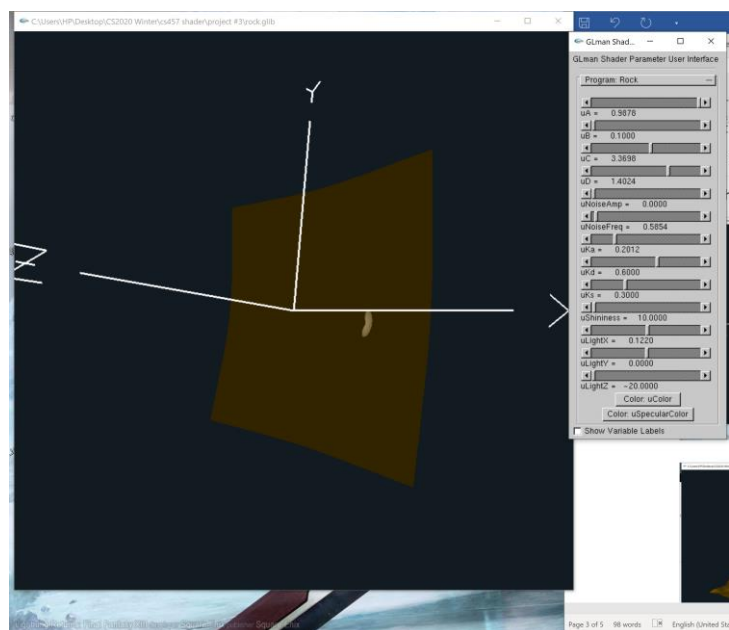 C:\Users\HP\Desktop\CS2020 Winter\cs457 shader\project #3\rock.glib
Y
X
Z
GLman Shad...
GLman Shader Parameter User Interface
Program: Rock.
uA = 0.9878
uB = 0.1000
uC = 3.3698
uD = 1.4024
uNoiseAmp = 0.0000
uNoiseFreq = 0.5854
uKa = 0.2012
uKd = 0.6000
uKs = 0.3000
uShininess = 10.0000
uLightX = 0.1220
uLightY = 0.0000
uLightZ = -20.0000
Color: uColor
Color: uSpecularColor
Show Variable Labels
Page 3 of 5 98 words English (United Sta